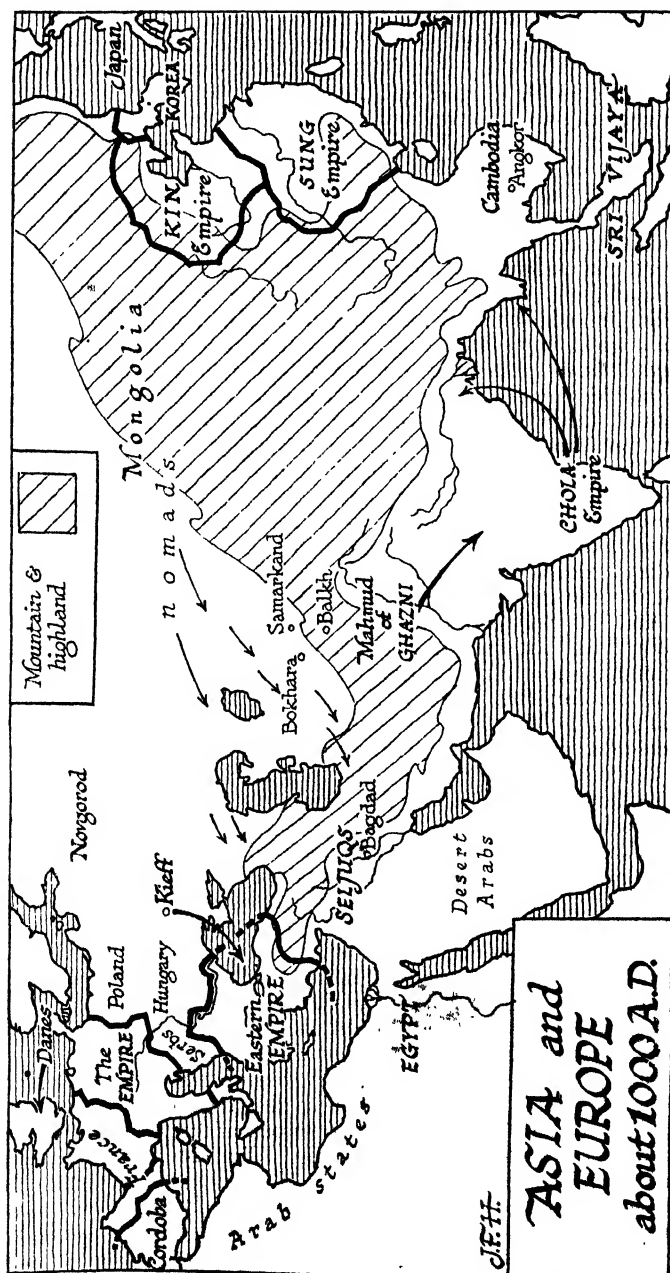 ASIA and
EUROPE
about 1000 A.D.
J.F.H.
Mountain &
highland
Danes
The
EMPIRE
France
Cordoba
Poland
Hungary
Serbs
Novgorod
Kieff
Eastern
EMPIRE
Arab states
EGYPT
SELJUQS
Bagdad
Desert
Arabs
nomads
Mongolia
Bokhara
Samarkand
Balkh
Mahmud
of
GHAZNI
CHOLA
Empire
KIN
Empire
KOREA
Japan
SUNG
Empire
Cambodia
Angkor
SRI-VIJAYA